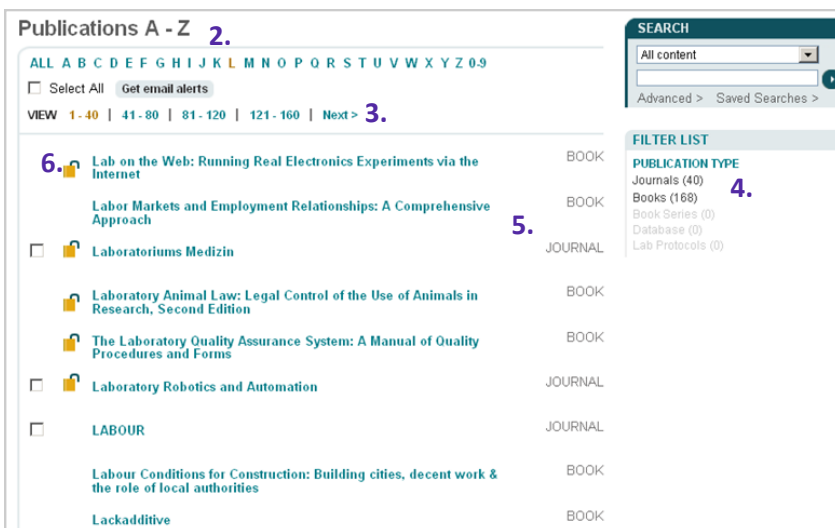 Publications A - Z
2.
ALL A B C D E F G H I J K L M N O P Q R S T U V W X Y Z 0-9
Select All Get email alerts
VIEW 1 - 40 | 41 - 80 | 81 - 120 | 121 - 160 | Next >
3.
6.
Lab on the Web: Running Real Electronics Experiments via the
Internet
BOOK
Labor Markets and Employment Relationships: A Comprehensive
Approach
BOOK
5.
Laboratoriums Medizin
JOURNAL
Laboratory Animal Law: Legal Control of the Use of Animals in
Research, Second Edition
BOOK
The Laboratory Quality Assurance System: A Manual of Quality
Procedures and Forms
BOOK
Laboratory Robotics and Automation
JOURNAL
LABOUR
JOURNAL
Labour Conditions for Construction: Building cities, decent work &
the role of local authorities
BOOK
Lackadditive
BOOK
SEARCH
All content
Advanced > Saved Searches >
FILTER LIST
PUBLICATION TYPE
Journals (40)
4.
Books (168)
Book Series (0)
Database (0)
Lab Protocols (0)